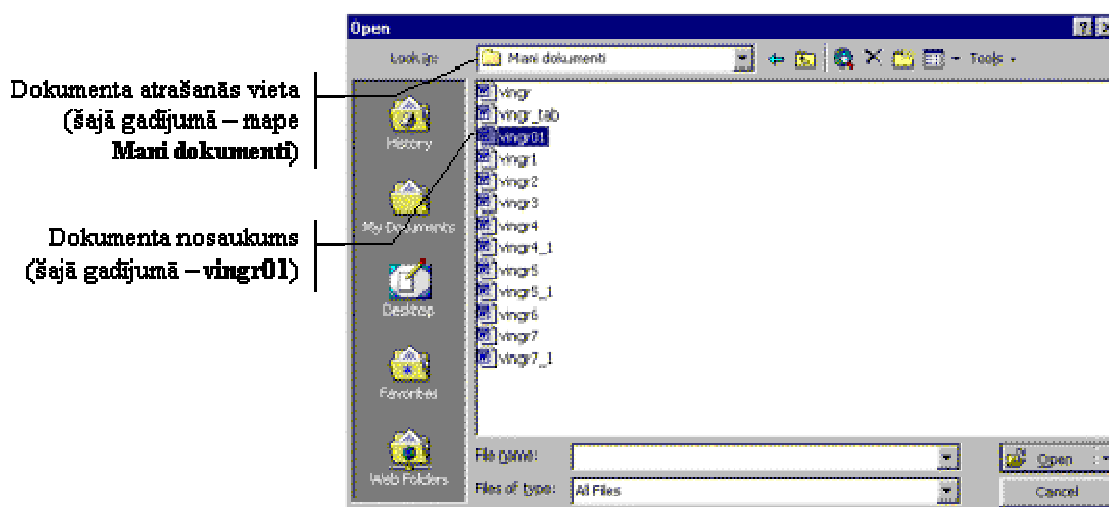 Open
Look in:
Mani dokumenti
Tools
Dokumenta atrašanās vieta
(šajā gadījumā – mape
Mani dokumenti)
Dokumenta nosaukums
(šajā gadījumā – vingr01)
History
My Documents
Desktop
Favorites
Web Folders
vingr
vingr_tab
vingr01
vingr1
vingr2
vingr3
vingr4
vingr4_1
vingr5
vingr5_1
vingr6
vingr7
vingr7_1
File name:
Open
Files of type:
All Files
Cancel